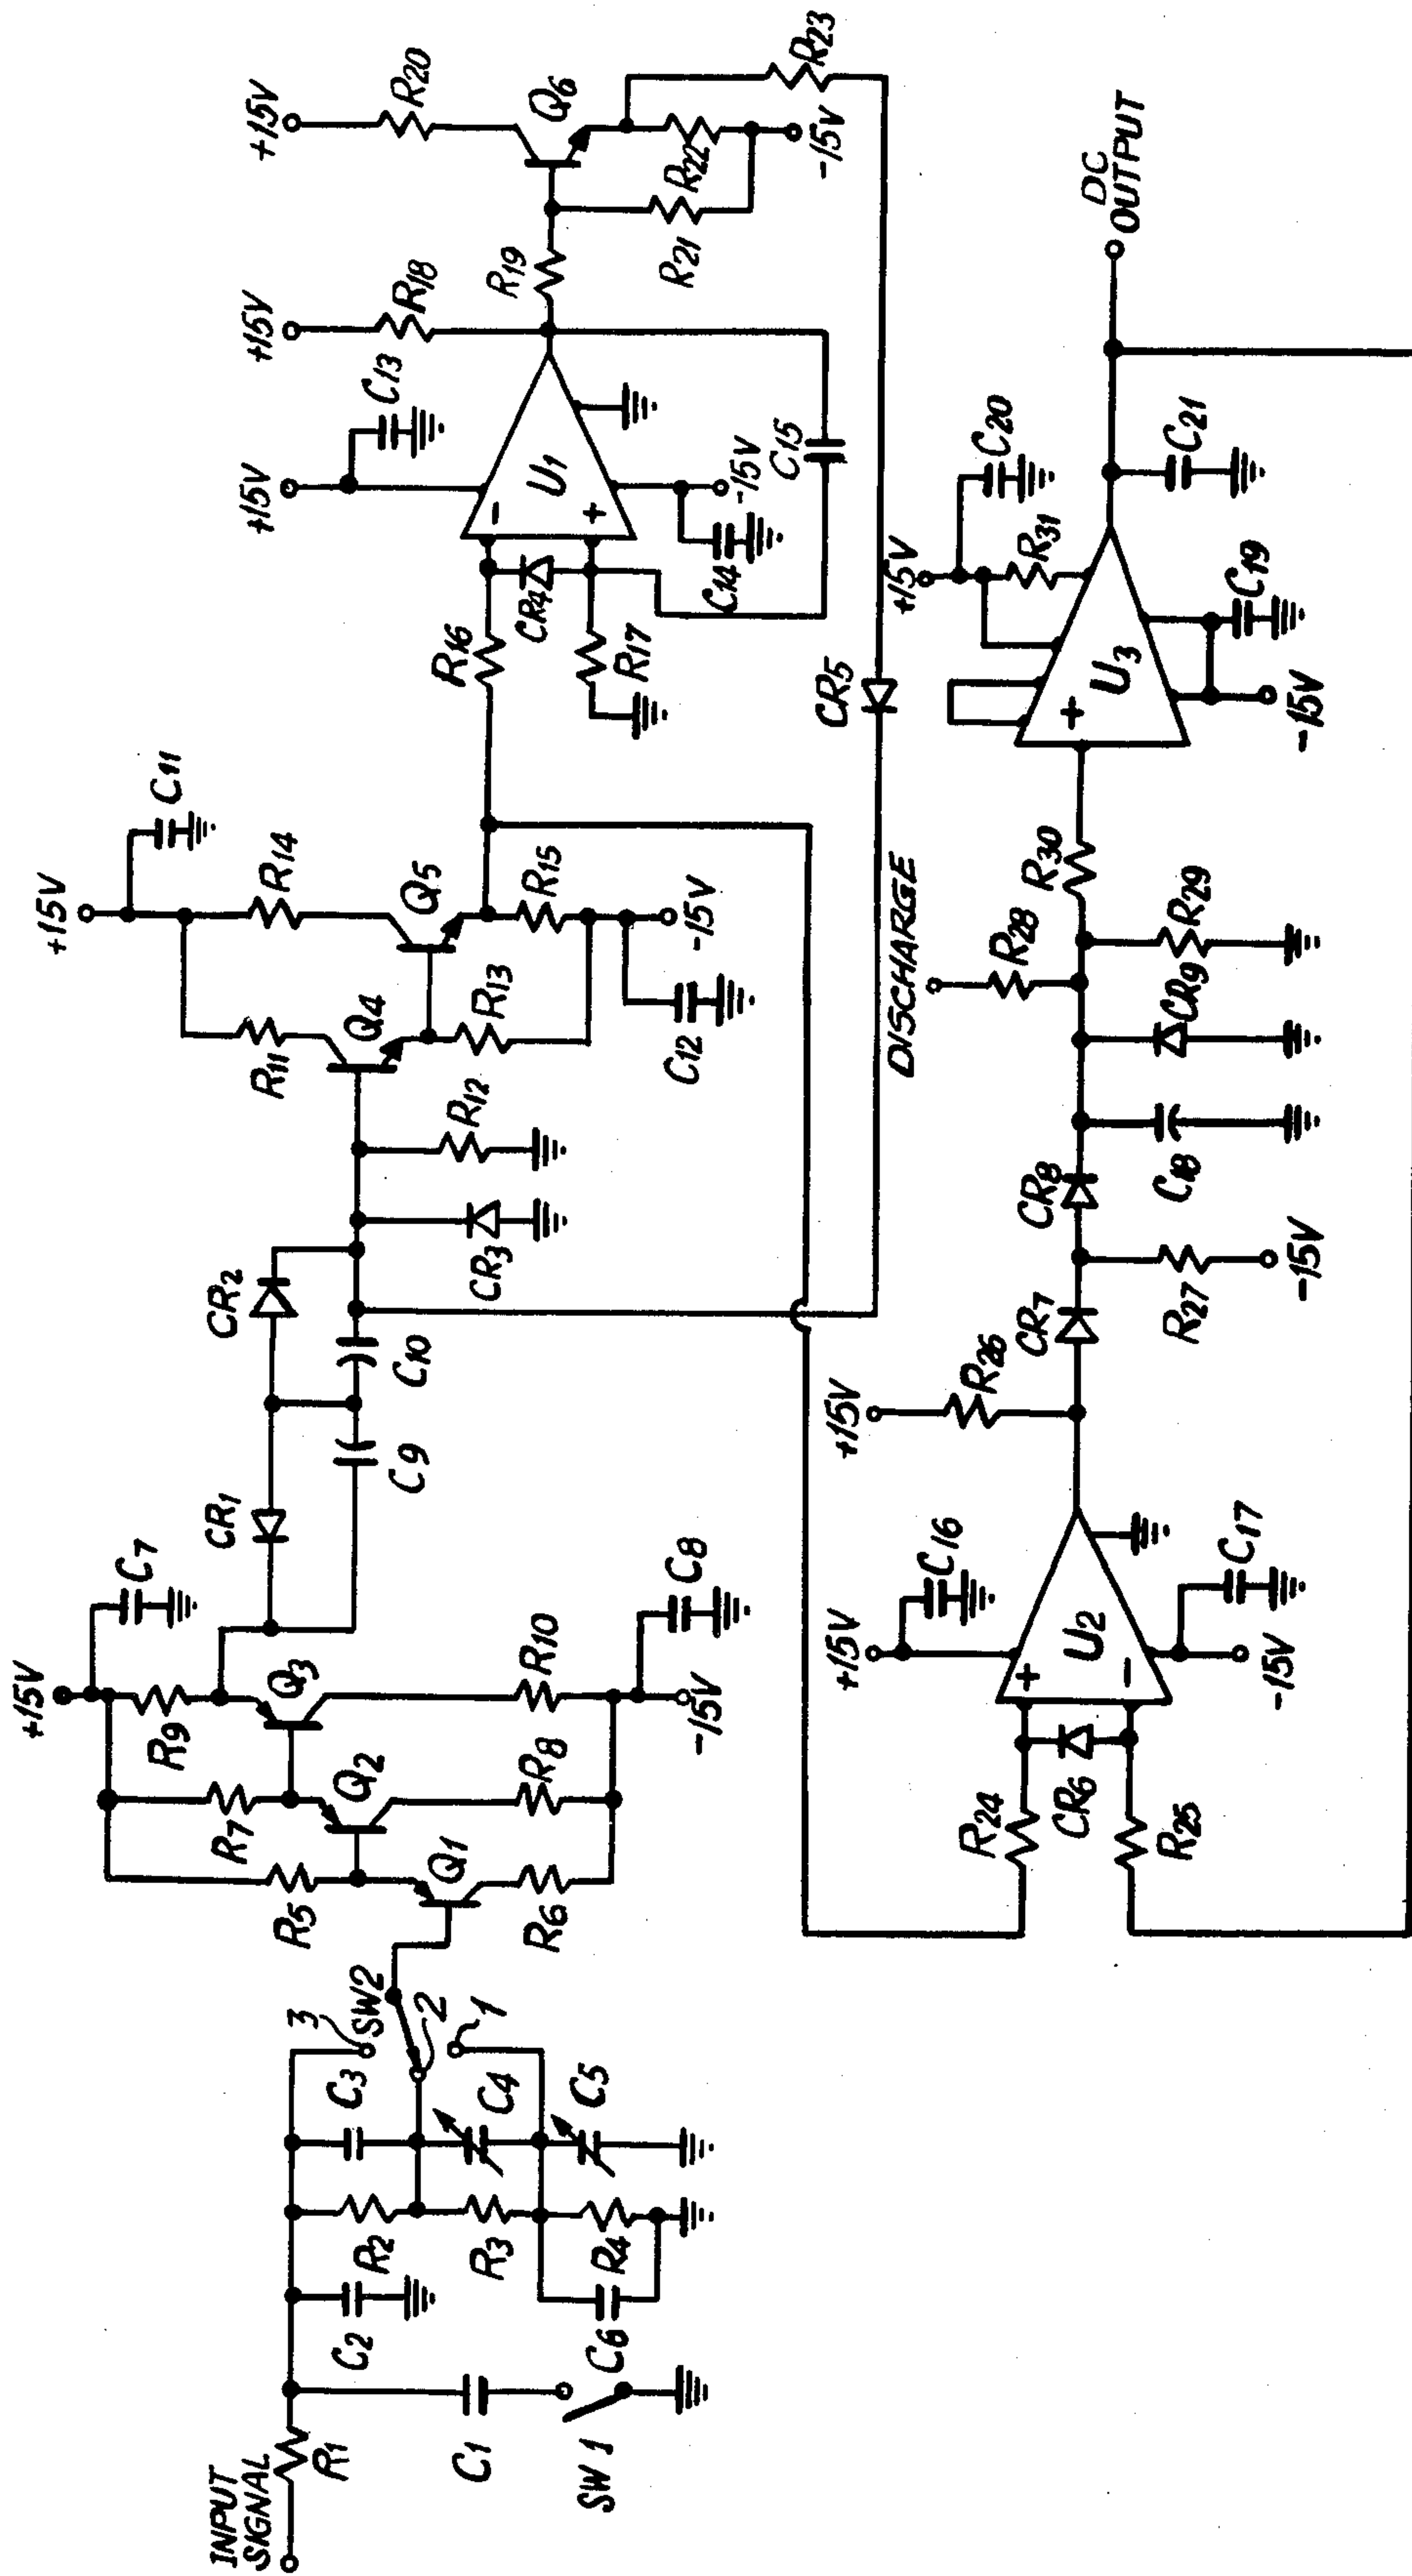 INPUT
SIGNAL
R1
C1
SW 1
C2
R2
C3
R3
C4
C6
R4
C5
3
SW2
2
1
+15V
R5
R7
R9
C7
Q1
Q2
Q3
R6
R8
R10
C8
-15V
CR1
C9
CR2
C10
CR3
R12
+15V
C11
R11
R14
Q4
Q5
R13
R15
C12
-15V
R16
CR4
R17
+15V
C13
-
U1
+
-15V
C14
C15
+15V
R18
R19
+15V
R20
Q6
R21
R22
-15V
R23
CR5
R24
CR6
R25
+15V
C16
+
U2
-
C17
-15V
+15V
R26
CR7
R27
-15V
CR8
C18
CR9
DISCHARGE
R28
R29
R30
+15V
C20
R31
+
U3
C19
-15V
C21
DC
OUTPUT